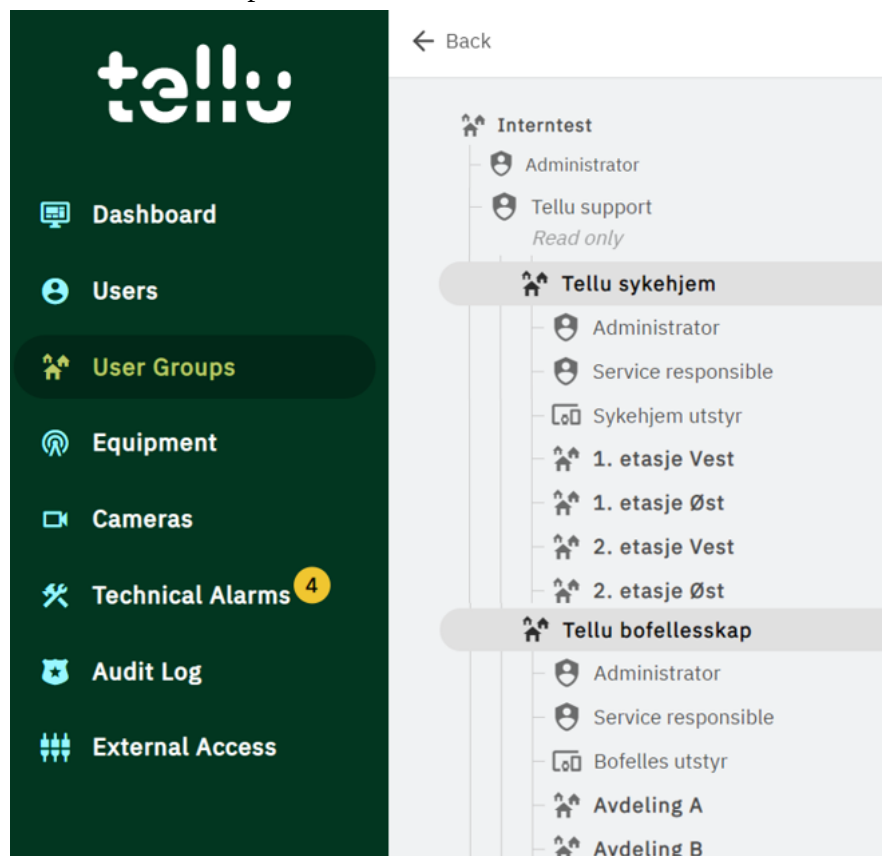 tellu
Dashboard
Users
User Groups
Equipment
Cameras
Technical Alarms 4
Audit Log
External Access
← Back
Interntest
Administrator
Tellu support
Read only
Tellu sykehjem
Administrator
Service responsible
Sykehjem utstyr
1. etasje Vest
1. etasje Øst
2. etasje Vest
2. etasje Øst
Tellu bofellesskap
Administrator
Service responsible
Bofelles utstyr
Avdeling A
Avdeling B